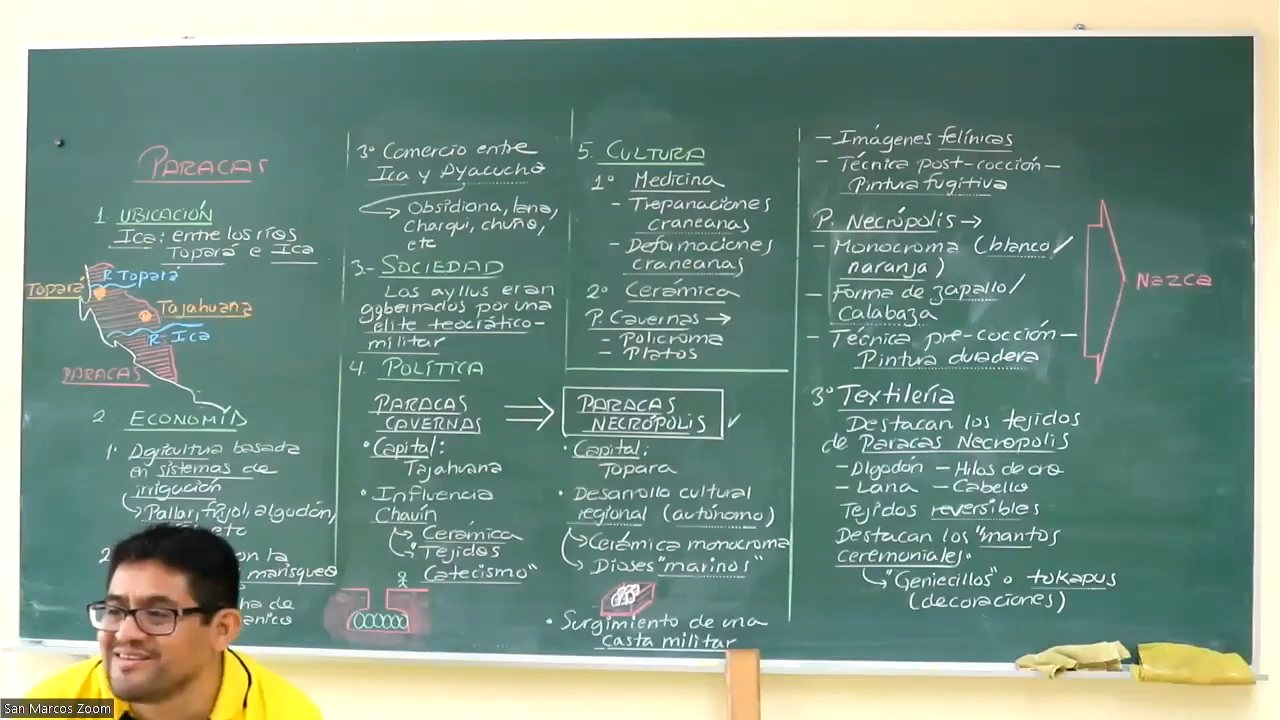 PARACAS
1. UBICACIÓN
Ica: entre los ríos
Topará e Ica
R. Topará
Topará
Tajahuana
R. Ica
PARACAS
2. ECONOMÍA
1° Agricultura basada
en sistemas de
irrigación
Pallar, frijol, algodón,
etc
2
con la
marisqueo
de
3° Comercio entre
Ica y Ayacucho
Obsidiana, lana,
charqui, chuño,
etc
3.- SOCIEDAD
Los ayllus eran
gobernados por una
élite teocrático-
militar
4. POLÍTICA
PARACAS
CAVERNAS
• Capital:
Tajahuana
• Influencia
Chavín
Cerámica
Tejidos
"Catecismo"
PARACAS
NECRÓPOLIS
• Capital:
Topara
• Desarrollo cultural
regional (autónomo)
Cerámica monocroma
Dioses "marinos"
• Surgimiento de una
casta militar
5. CULTURA
1° Medicina
- Trepanaciones
craneanas
- Deformaciones
craneanas
2° Cerámica
P. Cavernas →
- Policroma
- Platos
- Imágenes felínicas
- Técnica post-cocción-
Pintura fugitiva
P. Necrópolis →
- Monocroma (blanco/
naranja)
- Forma de zapallo/
calabaza
- Técnica pre-cocción-
Pintura duradera
3° Textilería
Destacan los tejidos
de Paracas Necropolis
- Algodón - Hilos de oro
- Lana - Cabello
Tejidos reversibles
Destacan los "mantos
ceremoniales"
"Geniecillos" o tokapus
(decoraciones)
Nazca
San Marcos Zoom